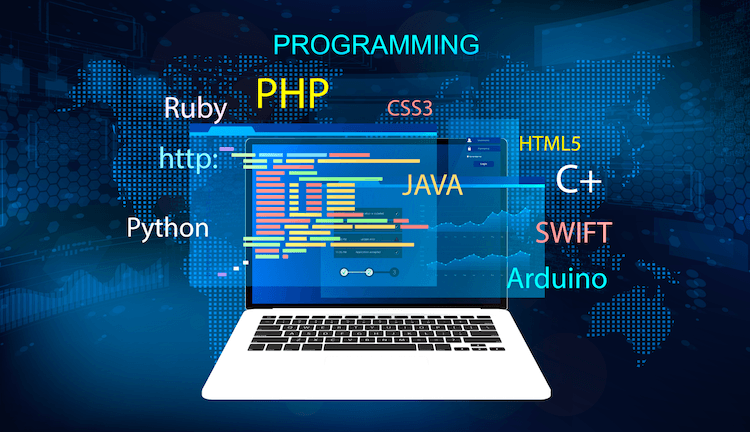 PROGRAMMING
PHP
Ruby
CSS3
http:
HTML5
JAVA
C+
Python
SWIFT
Arduino